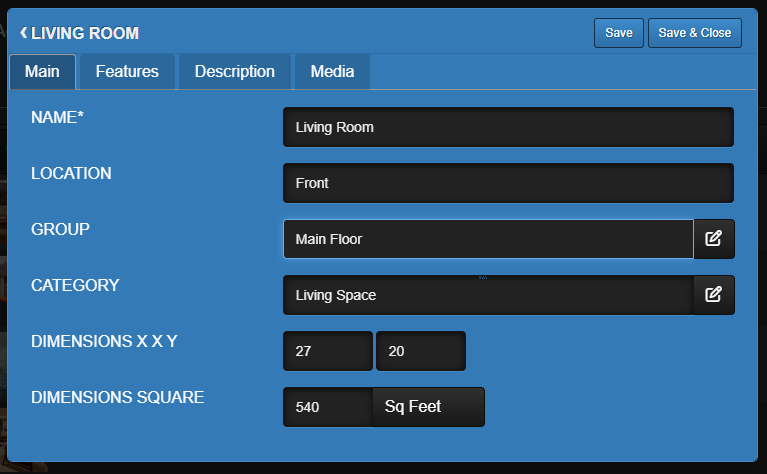 ‹ LIVING ROOM Save Save & Close
Main Features Description Media
NAME* Living Room
LOCATION Front
GROUP Main Floor
CATEGORY Living Space
DIMENSIONS X X Y 27 20
DIMENSIONS SQUARE 540 Sq Feet